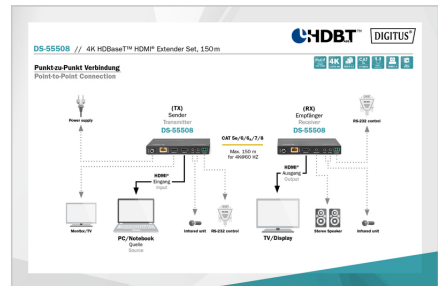 HDBT™
DIGITUS®
DS-55508 // 4K HDBaseT™ HDMI® Extender Set, 150 m
4K
Punkt-zu-Punkt Verbindung
Point-to-Point Connection
(TX)
Sender
Transmitter
DS-55508
(RX)
Empfänger
Receiver
DS-55508
Power supply
RS-232 control
CAT 5e/6/6A/7/8
Max. 150 m
for 4K@60 HZ
HDMI®
Eingang
Input
HDMI®
Ausgang
Output
Monitor/TV
PC/Notebook
Quelle
Source
Infrared unit
RS-232 control
TV/Display
Stereo Speaker
Infrared unit